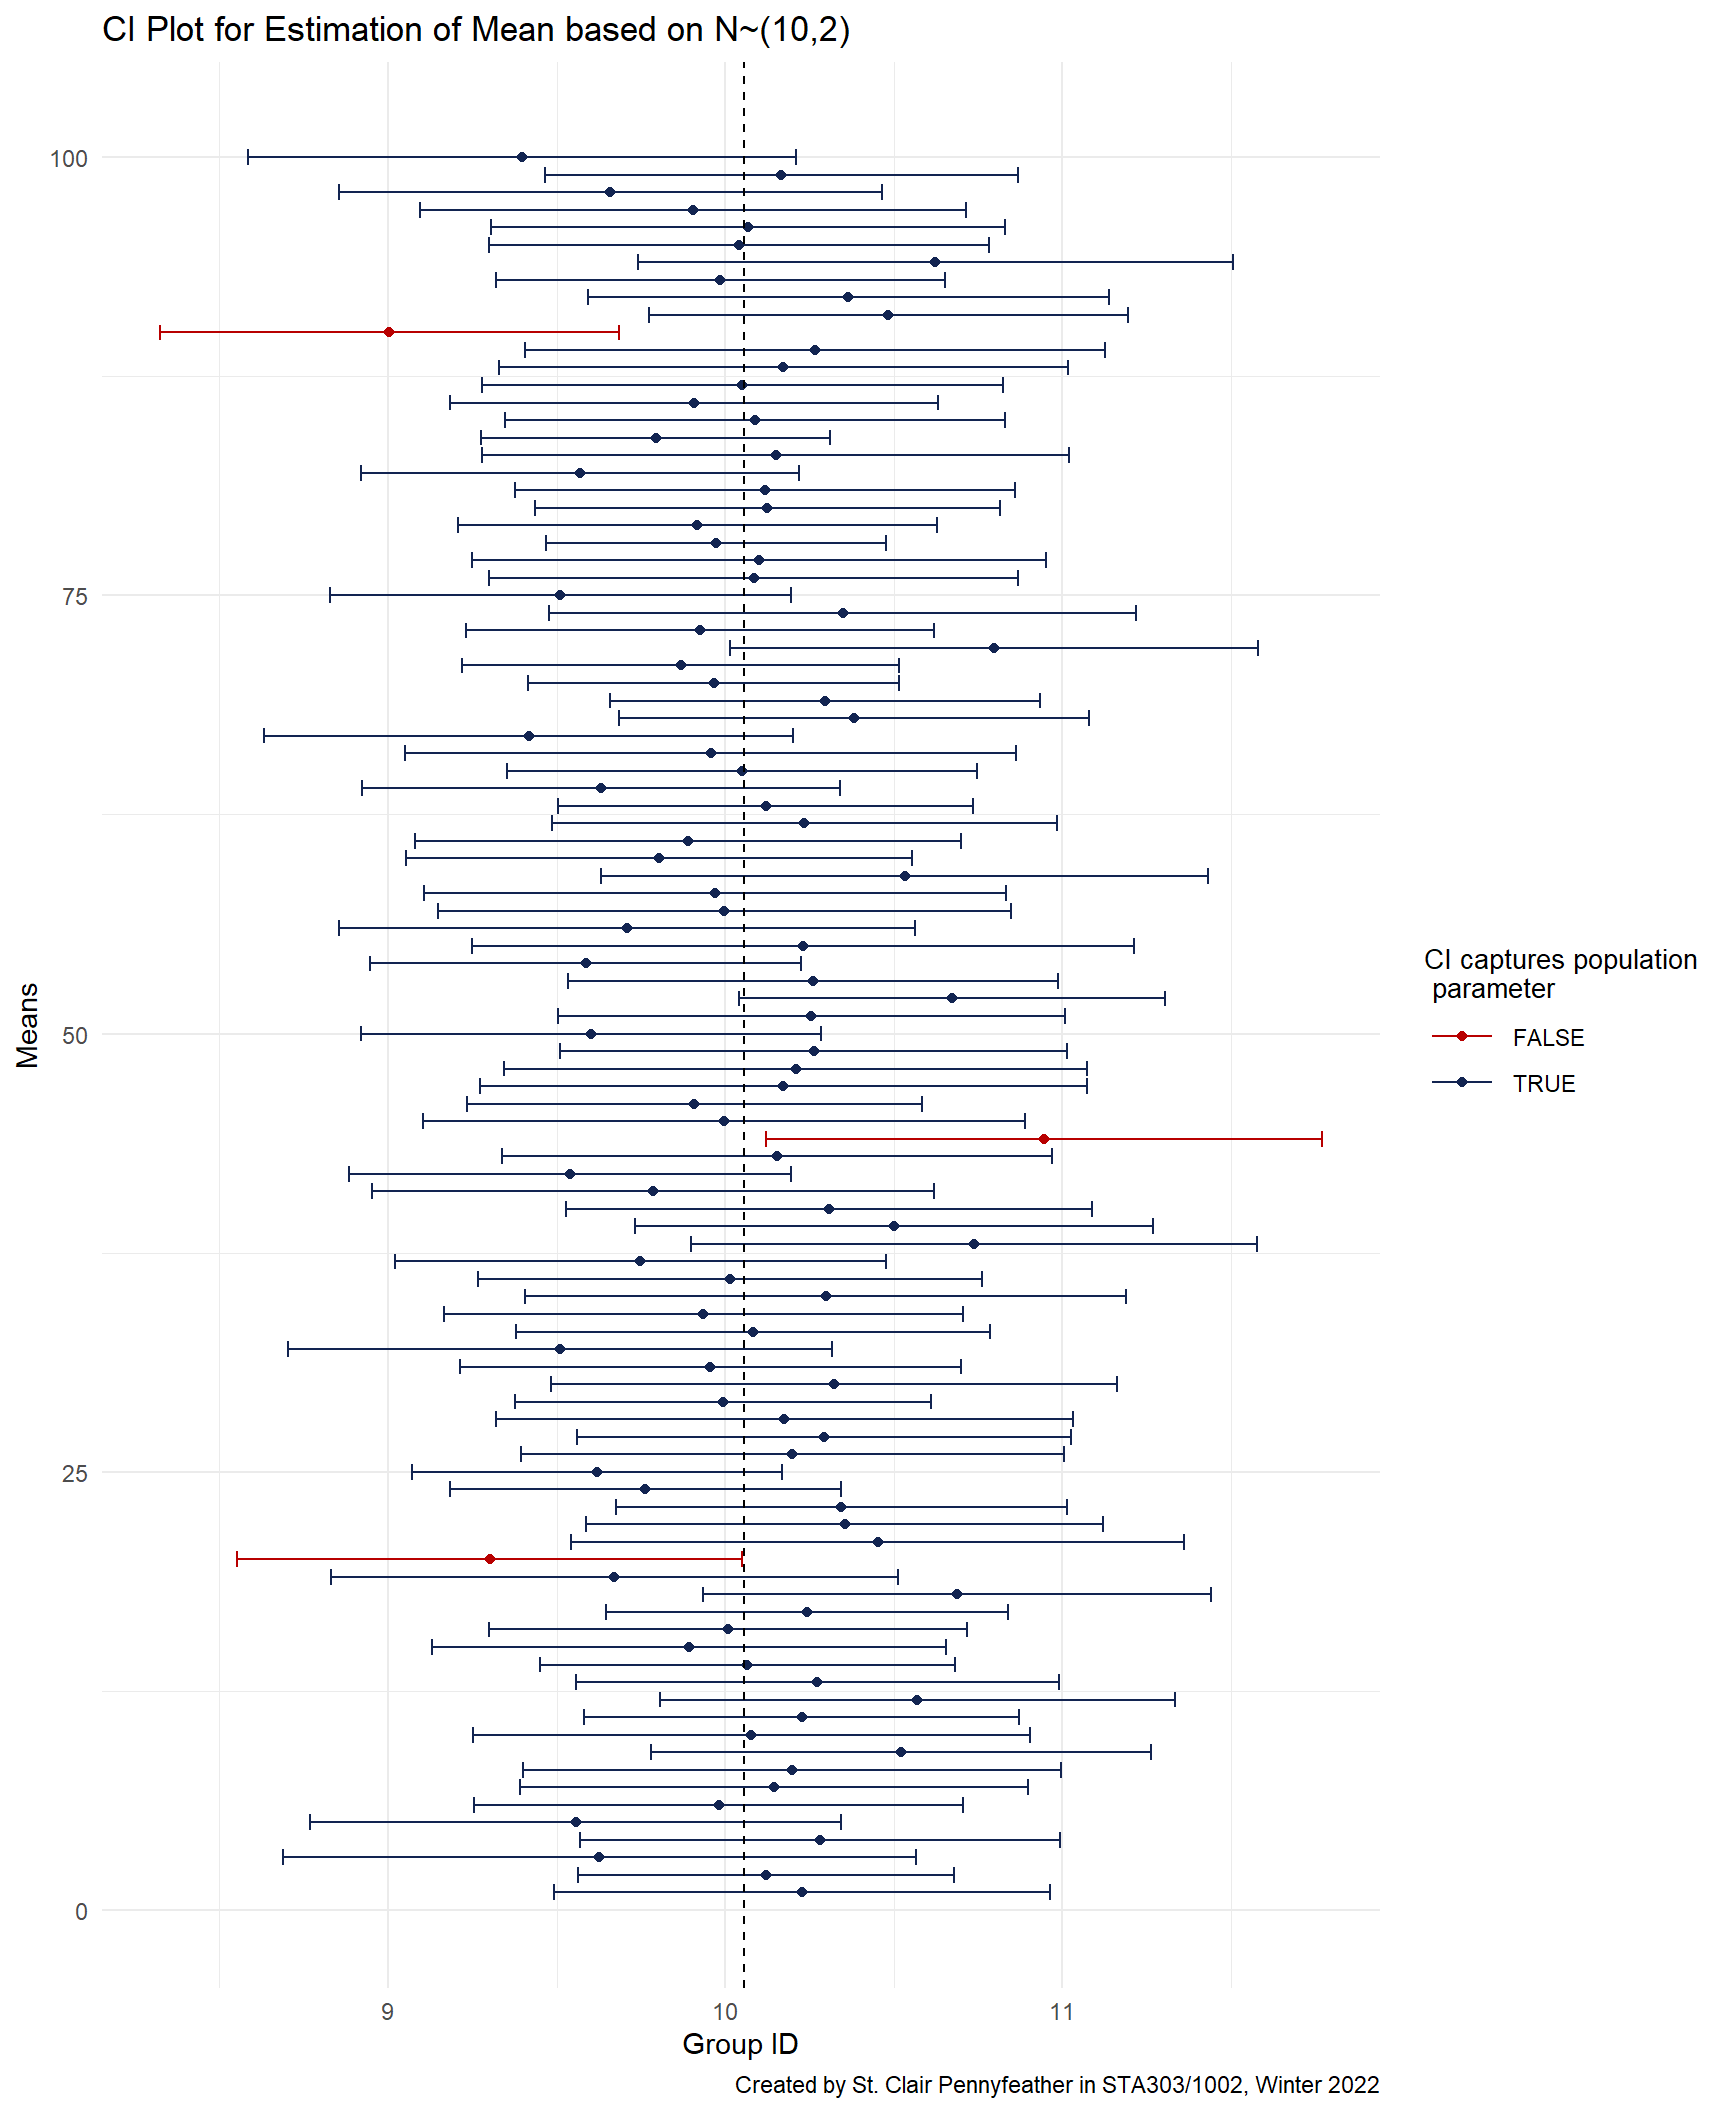 CI Plot for Estimation of Mean based on N~(10,2)
100
75
50
25
0
Means
9 10 11
Group ID
CI captures population
parameter
FALSE
TRUE
Created by St. Clair Pennyfeather in STA303/1002, Winter 2022